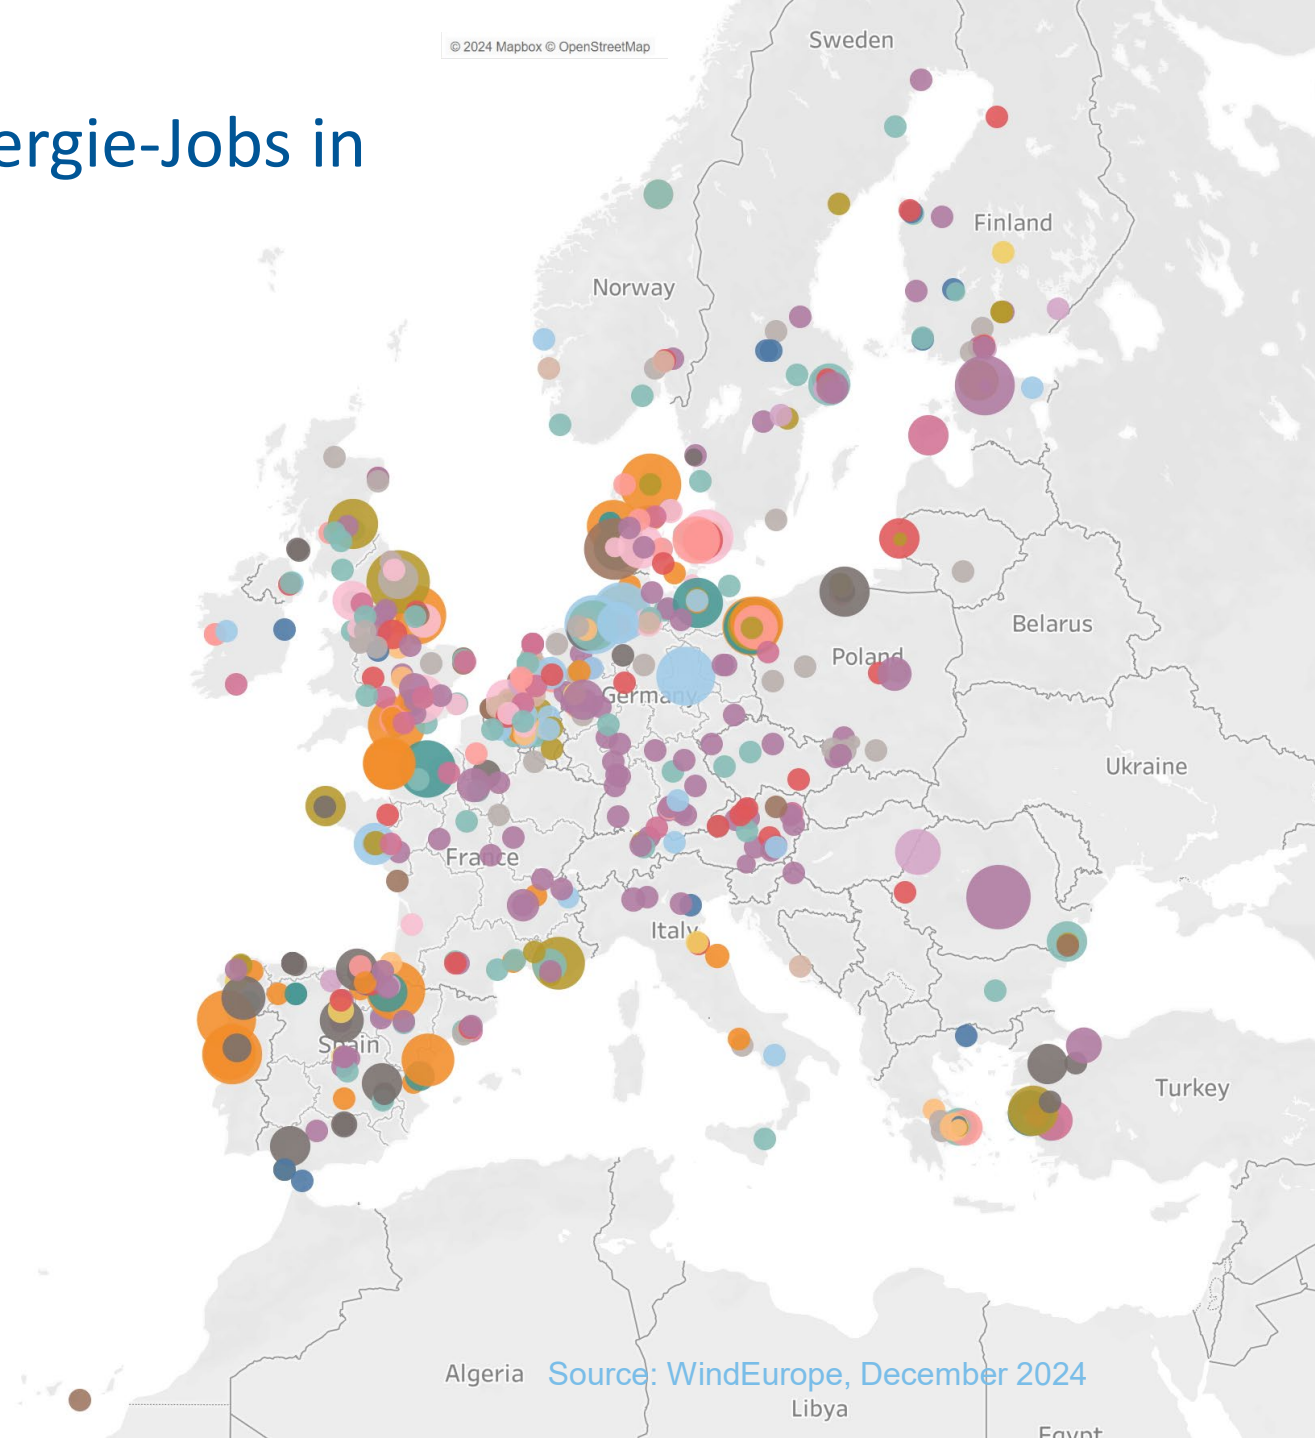 © 2024 Mapbox © OpenStreetMap
Sweden
ergie-Jobs in
Finland
Norway
Belarus
Poland
Germany
Ukraine
France
Italy
Spain
Turkey
Algeria
Source: WindEurope, December 2024
Libya
Egypt